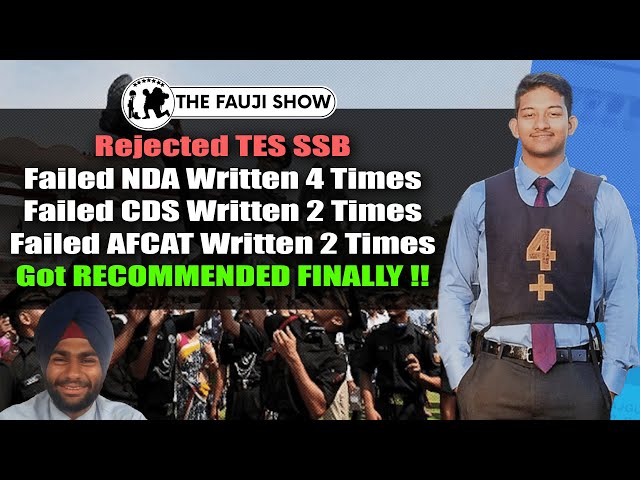 THE FAUJI SHOW
Rejected TES SSB
Failed NDA Written 4 Times
Failed CDS Written 2 Times
Failed AFCAT Written 2 Times
Got RECOMMENDED FINALLY !!
4
+